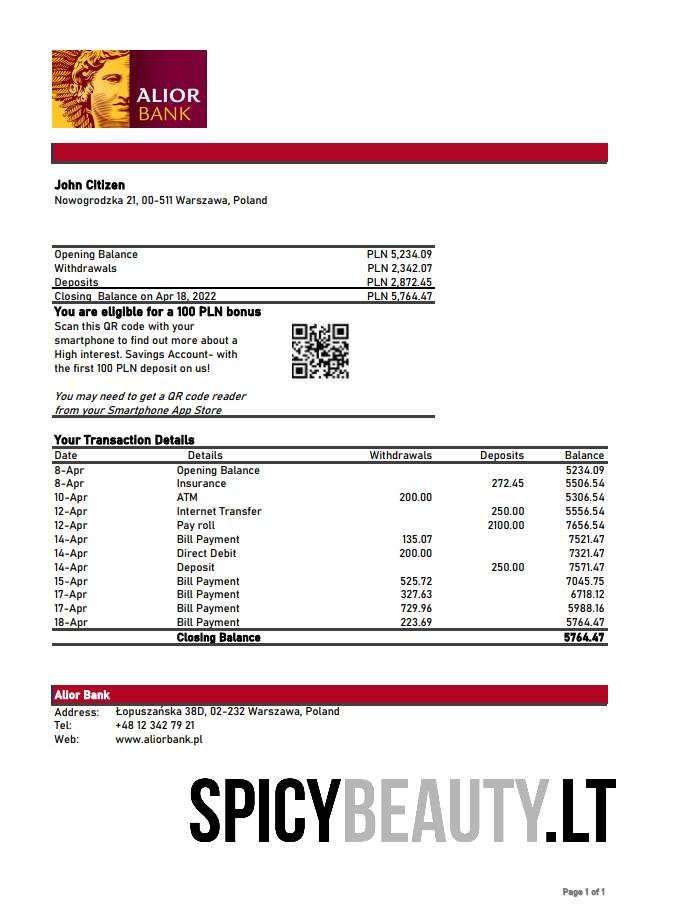 ALIOR
BANK
John Citizen
Nowogrodzka 21, 00-511 Warszawa, Poland
Opening Balance PLN 5,234.09
Withdrawals PLN 2,342.07
Deposits PLN 2,872.45
Closing Balance on Apr 18, 2022 PLN 5,764.47
You are eligible for a 100 PLN bonus
Scan this QR code with your
smartphone to find out more about a
High interest. Savings Account- with
the first 100 PLN deposit on us!
You may need to get a QR code reader
from your Smartphone App Store
Your Transaction Details
Date Details Withdrawals Deposits Balance
8-Apr Opening Balance 5234.09
8-Apr Insurance 272.45 5506.54
10-Apr ATM 200.00 5306.54
12-Apr Internet Transfer 250.00 5556.54
12-Apr Pay roll 2100.00 7656.54
14-Apr Bill Payment 135.07 7521.47
14-Apr Direct Debit 200.00 7321.47
14-Apr Deposit 250.00 7571.47
15-Apr Bill Payment 525.72 7045.75
17-Apr Bill Payment 327.63 6718.12
17-Apr Bill Payment 729.96 5988.16
18-Apr Bill Payment 223.69 5764.47
Closing Balance 5764.47
Alior Bank
Address: Łopuszańska 38D, 02-232 Warszawa, Poland
Tel: +48 12 342 79 21
Web: www.aliorbank.pl
SPICYBEAUTY.LT
Page 1 of 1